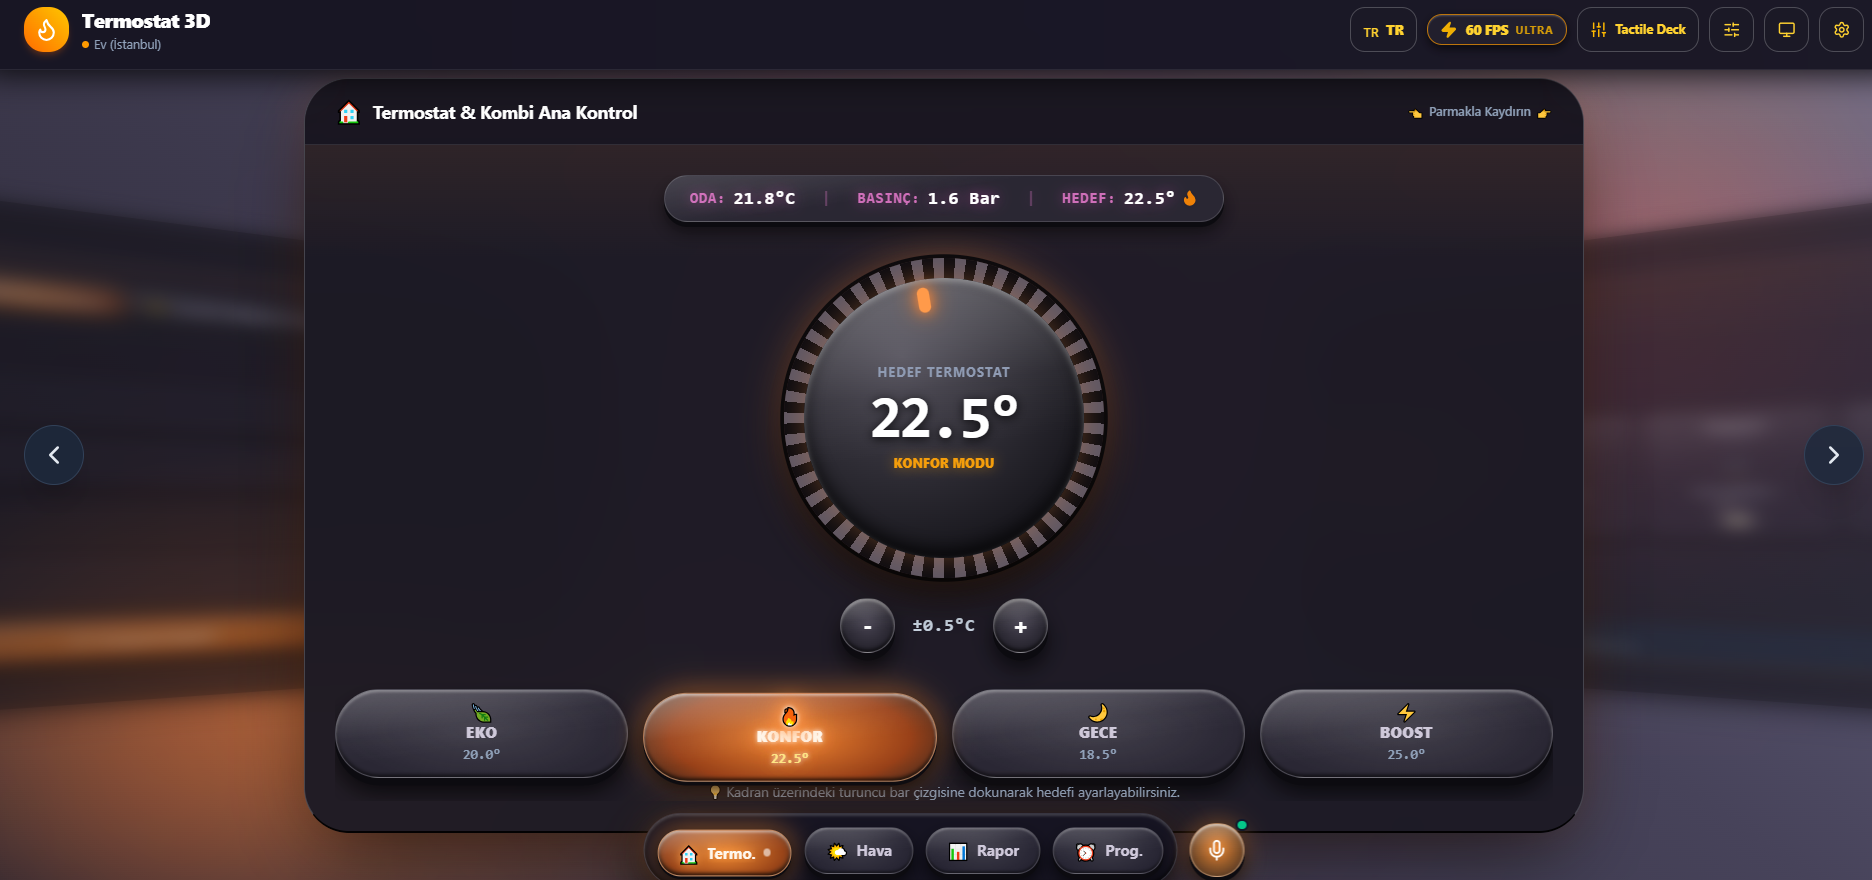 Termostat 3D
Ev (İstanbul)
TR TR
60 FPS ULTRA
Tactile Deck
Termostat & Kombi Ana Kontrol
Parmakla Kaydırın
ODA: 21.8°C | BASINÇ: 1.6 Bar | HEDEF: 22.5°
HEDEF TERMOSTAT
22.5°
KONFOR MODU
- ±0.5°C +
EKO
20.0°
KONFOR
22.5°
GECE
18.5°
BOOST
25.0°
Kadran üzerindeki turuncu bar çizgisine dokunarak hedefi ayarlayabilirsiniz.
Termo.
Hava
Rapor
Prog.